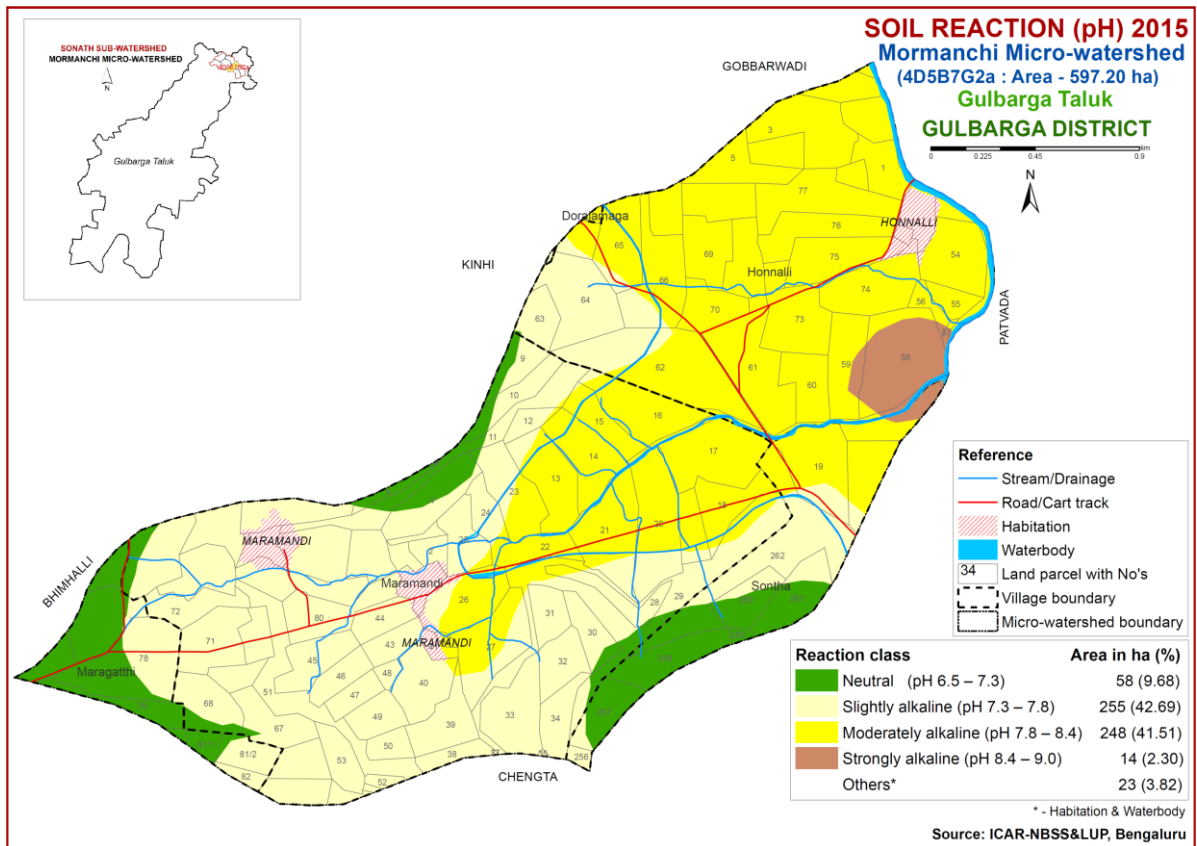 SOIL REACTION (pH) 2015
Mormanchi Micro-watershed
(4D5B7G2a : Area - 597.20 ha)
Gulbarga Taluk
GULBARGA DISTRICT
km
0 0.225 0.45 0.9
N
SONATH SUB-WATERSHED
MORMANCHI MICRO-WATERSHED
N
Gulbarga Taluk
GOBBARWADI
3
5
1
77
Dorajamaga
HONNALLI
76
65
69
75
54
KINHI
Honnalli
66
74
64
56
55
70
PATVADA
63
73
57
9
58
59
62
61
60
10
16
12
15
11
17
14
19
13
23
18
24
21
20
MARAMANDI
22
2
262
BHIMHALLI
Maramandi
Sontha
28
29
26
31
72
80
44
30
71
43
MARAMANDI
27
45
32
78
Maragatthi
48
46
40
47
51
68
49
33
34
67
39
50
81/2
53
38
256
82
52
CHENGTA
Reference
Stream/Drainage
Road/Cart track
Habitation
Waterbody
34 Land parcel with No's
Village boundary
Micro-watershed boundary
Reaction class Area in ha (%)
Neutral (pH 6.5 – 7.3) 58 (9.68)
Slightly alkaline (pH 7.3 – 7.8) 255 (42.69)
Moderately alkaline (pH 7.8 – 8.4) 248 (41.51)
Strongly alkaline (pH 8.4 – 9.0) 14 (2.30)
Others* 23 (3.82)
* - Habitation & Waterbody
Source: ICAR-NBSS&LUP, Bengaluru